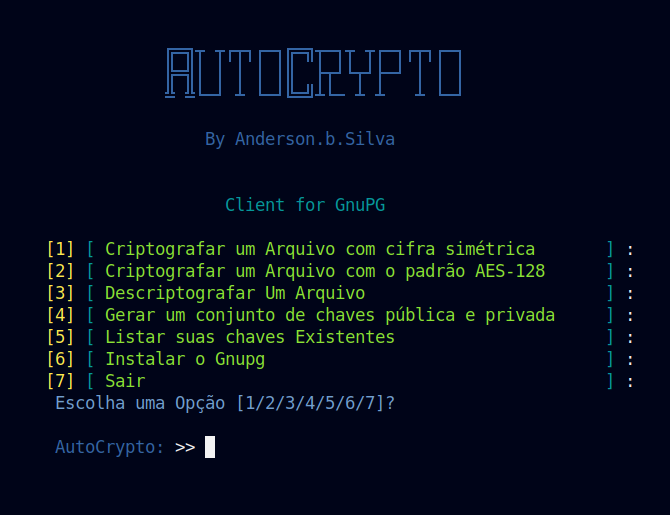 AUTOCRYPTO
By Anderson.b.Silva
Client for GnuPG
[1] [ Criptografar um Arquivo com cifra simétrica ] :
[2] [ Criptografar um Arquivo com o padrão AES-128 ] :
[3] [ Descriptografar Um Arquivo ] :
[4] [ Gerar um conjunto de chaves pública e privada ] :
[5] [ Listar suas chaves Existentes ] :
[6] [ Instalar o Gnupg ] :
[7] [ Sair ] :
Escolha uma Opção [1/2/3/4/5/6/7]?
AutoCrypto: >>